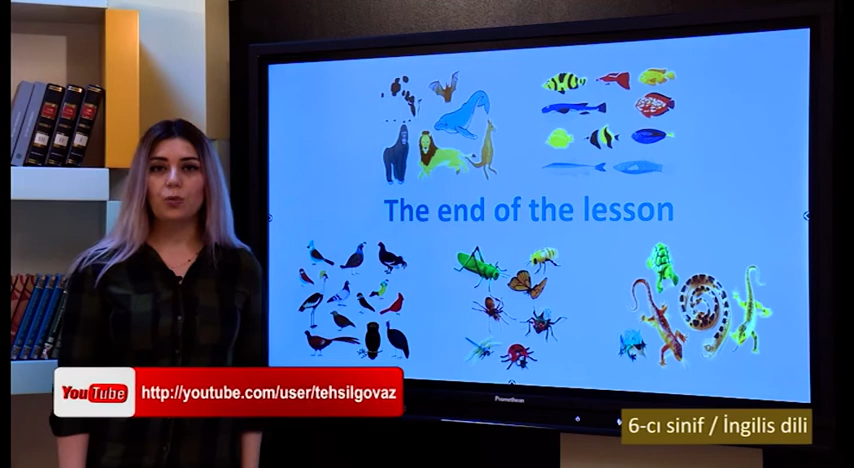 The end of the lesson
Promethean
YouTube
http://youtube.com/user/tehsilgovaz
6-cı sinif / İngilis dili